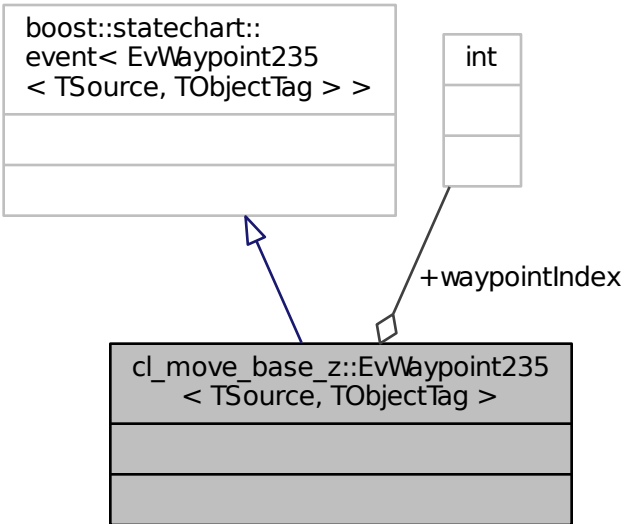 boost::statechart::
event< EvWaypoint235
< TSource, TObjectTag > >
int
+waypointIndex
cl_move_base_z::EvWaypoint235
< TSource, TObjectTag >